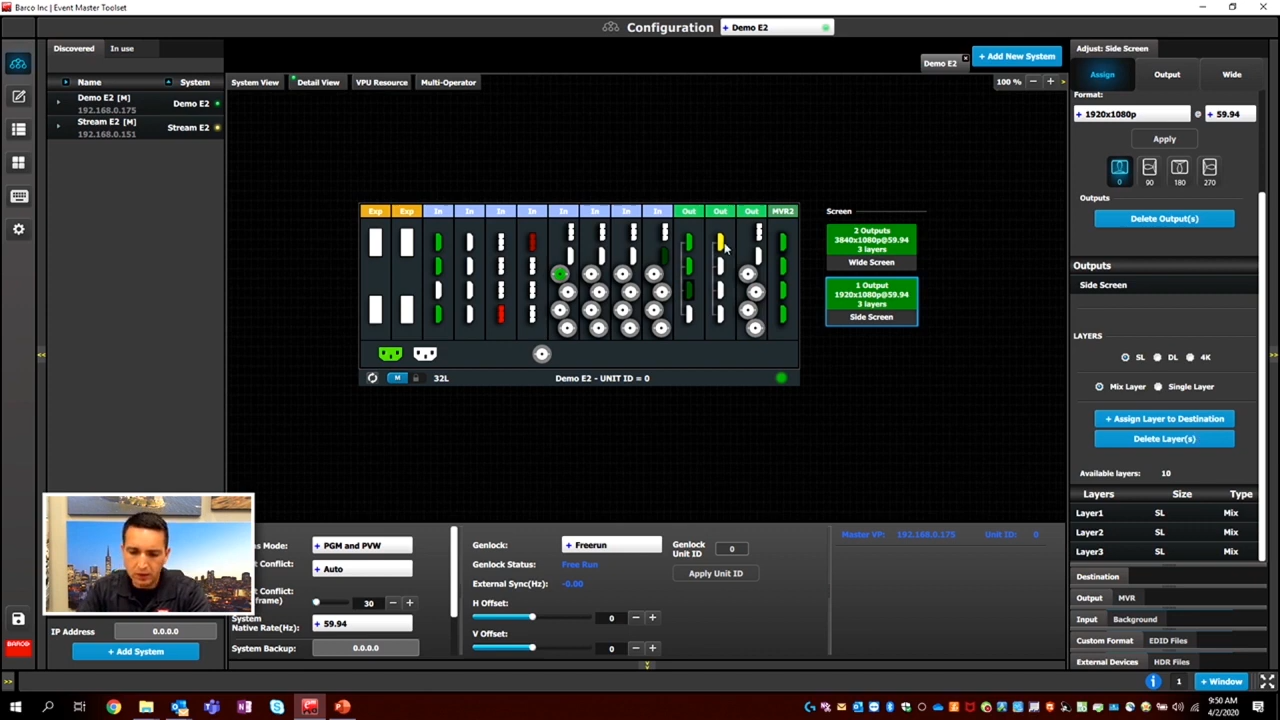 Barco Inc | Event Master Toolset
Configuration
+ Demo E2
Discovered
In use
Demo E2
+ Add New System
Adjust: Side Screen
Name
System
System View
Detail View
VPU Resource
Multi-Operator
100 %
Assign
Output
Wide
Demo E2 [M]
192.168.0.175
Demo E2
Stream E2 [M]
192.168.0.151
Stream E2
Format:
+ 1920x1080p
+ 59.94
Apply
0
90
180
270
Outputs
Delete Output(s)
Exp
Exp
In
In
In
In
In
In
In
In
Out
Out
Out
MVR2
Screen
2 Outputs
3840x1080p@59.94
3 layers
Wide Screen
1 Output
1920x1080p@59.94
3 layers
Side Screen
32L
M
Demo E2 - UNIT ID = 0
Outputs
Side Screen
LAYERS
SL
DL
4K
Mix Layer
Single Layer
+ Assign Layer to Destination
Delete Layer(s)
Available layers: 10
Layers
Size
Type
Layer1
SL
Mix
Layer2
SL
Mix
Layer3
SL
Mix
s Mode:
+ PGM and PVW
t Conflict:
+ Auto
t Conflict
frame)
30
System
Native Rate(Hz):
+ 59.94
System Backup:
0.0.0.0
Genlock:
+ Freerun
Genlock
Unit ID
0
Genlock Status:
Free Run
Apply Unit ID
External Sync(Hz)
-0.00
H Offset:
0
V Offset:
0
Master VP: 192.168.0.175
Unit ID: 0
Destination
Output
MVR
Input
Background
Custom Format
EDID Files
External Devices
HDR Files
IP Address
0.0.0.0
+ Add System
BARCO
1
+ Window
9:50 AM
4/2/2020